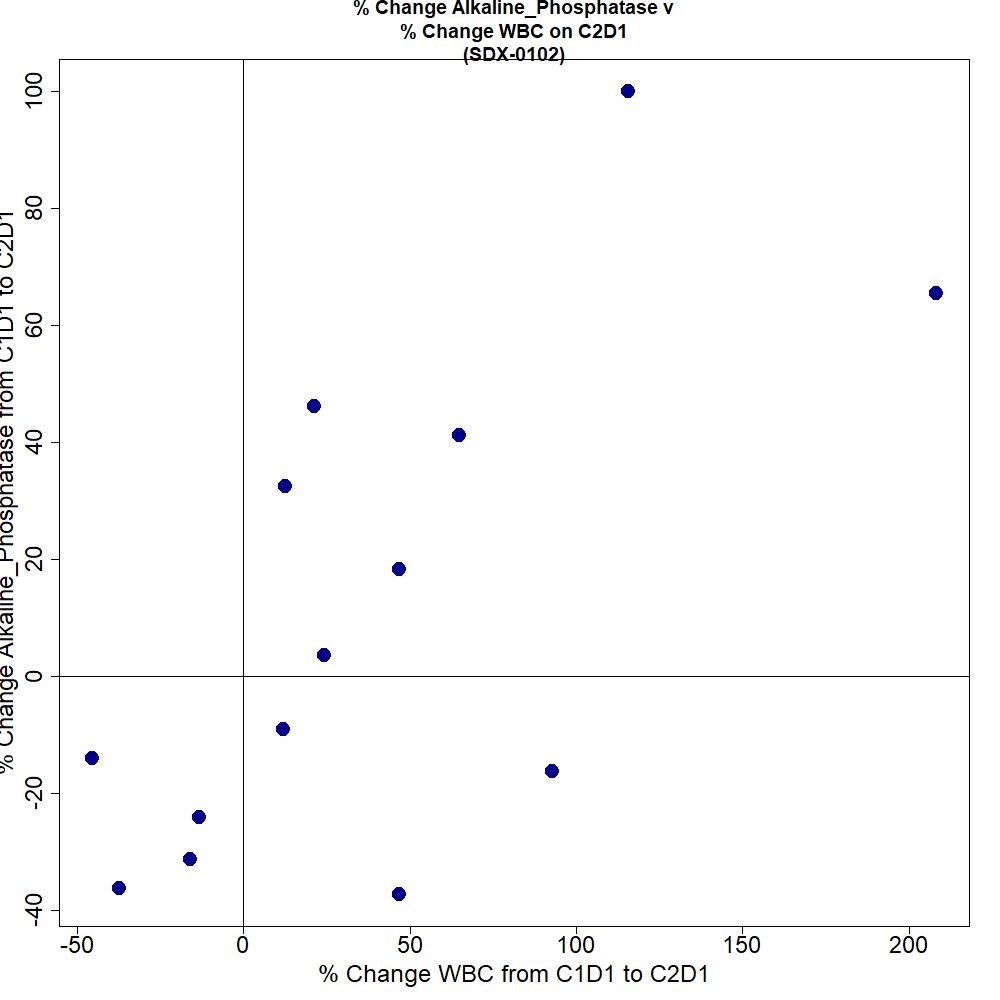 % Change Alkaline_Phosphatase v
% Change WBC on C2D1
(SDX-0102)
% Change Alkaline_Phosphatase from C1D1 to C2D1
100
80
60
40
20
0
-20
-40
-50
0
50
100
150
200
% Change WBC from C1D1 to C2D1